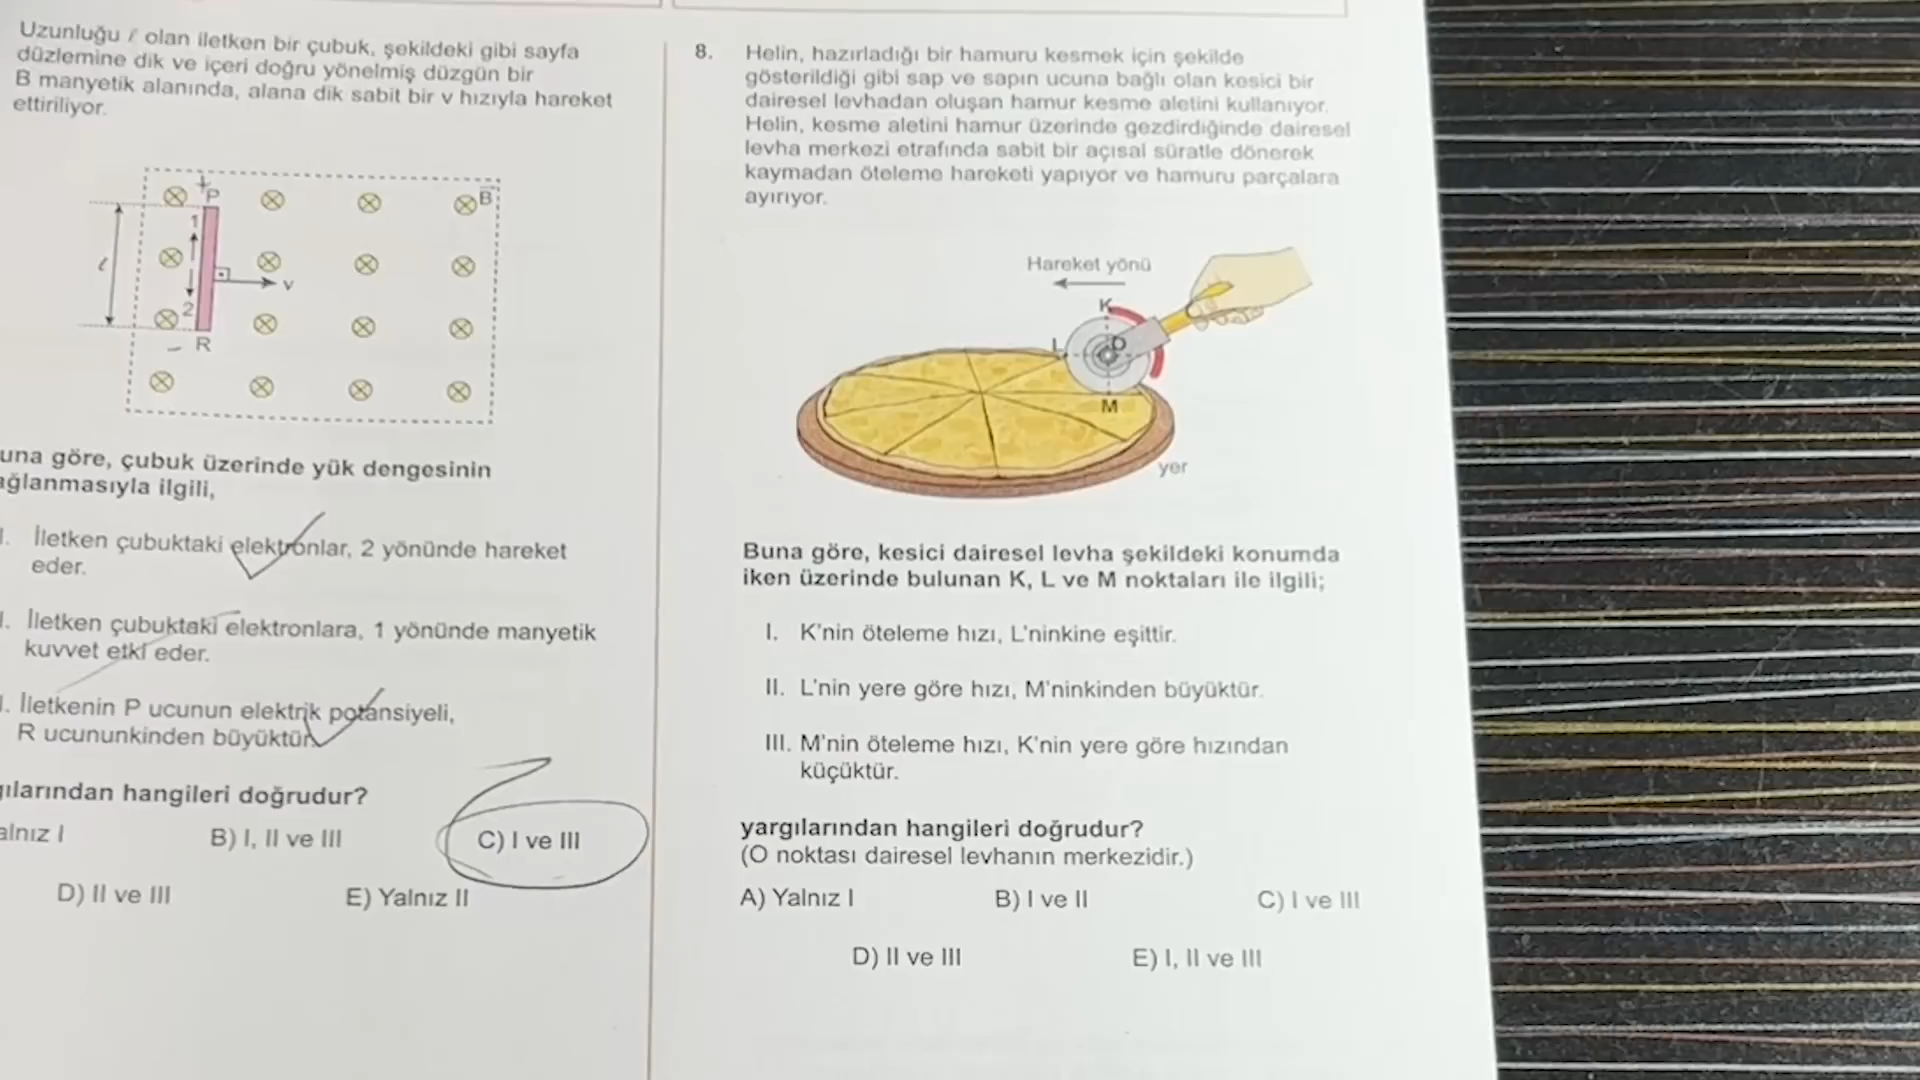 Uzunluğu ℓ olan iletken bir çubuk, şekildeki gibi sayfa
düzlemine dik ve içeri doğru yönelmiş düzgün bir
B manyetik alanında, alana dik sabit bir v hızıyla hareket
ettiriliyor.
+
P
B
1
ℓ
v
2
– R
una göre, çubuk üzerinde yük dengesinin
ağlanmasıyla ilgili,
I. İletken çubuktaki elektronlar, 2 yönünde hareket
eder.
I. İletken çubuktaki elektronlara, 1 yönünde manyetik
kuvvet etki eder.
I. İletkenin P ucunun elektrik potansiyeli,
R ucununkinden büyüktür.
gılarından hangileri doğrudur?
alnız I
B) I, II ve III
C) I ve III
D) II ve III
E) Yalnız II
8. Helin, hazırladığı bir hamuru kesmek için şekilde
gösterildiği gibi sap ve sapın ucuna bağlı olan kesici bir
dairesel levhadan oluşan hamur kesme aletini kullanıyor.
Helin, kesme aletini hamur üzerinde gezdirdiğinde dairesel
levha merkezi etrafında sabit bir açısal süratle dönerek
kaymadan öteleme hareketi yapıyor ve hamuru parçalara
ayırıyor.
Hareket yönü
K
L
O
M
yer
Buna göre, kesici dairesel levha şekildeki konumda
iken üzerinde bulunan K, L ve M noktaları ile ilgili;
I. K'nin öteleme hızı, L'ninkine eşittir.
II. L'nin yere göre hızı, M'ninkinden büyüktür.
III. M'nin öteleme hızı, K'nin yere göre hızından
küçüktür.
yargılarından hangileri doğrudur?
(O noktası dairesel levhanın merkezidir.)
A) Yalnız I
B) I ve II
C) I ve III
D) II ve III
E) I, II ve III